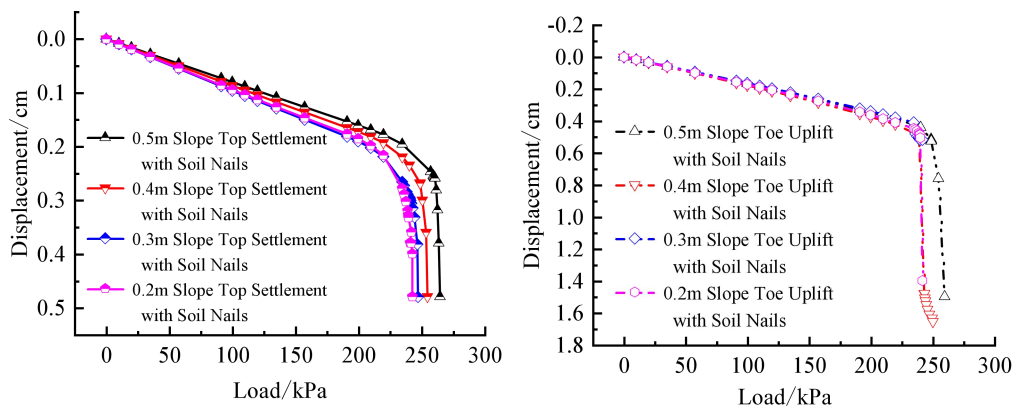 0.0
0.1
0.2
0.3
0.4
0.5
Displacement/cm
0.5m Slope Top Settlement
with Soil Nails
0.4m Slope Top Settlement
with Soil Nails
0.3m Slope Top Settlement
with Soil Nails
0.2m Slope Top Settlement
with Soil Nails
0 50 100 150 200 250 300
Load/kPa
-0.2
0.0
0.2
0.4
0.6
0.8
1.0
1.2
1.4
1.6
1.8
Displacement/cm
0.5m Slope Toe Uplift
with Soil Nails
0.4m Slope Toe Uplift
with Soil Nails
0.3m Slope Toe Uplift
with Soil Nails
0.2m Slope Toe Uplift
with Soil Nails
0 50 100 150 200 250 300
Load/kPa